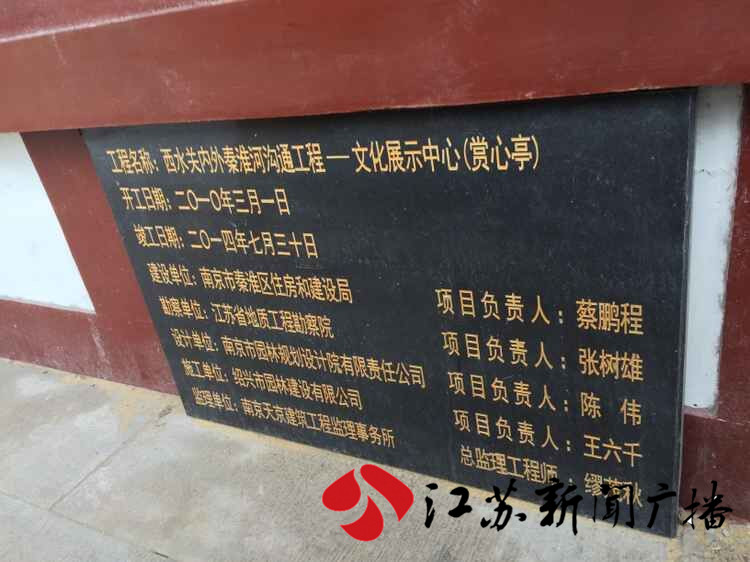 工程名称：西水关内外秦淮河沟通工程—文化展示中心(赏心亭)
开工日期：二〇一〇年三月一日
竣工日期：二〇一四年七月三十日
建设单位：南京市秦淮区住房和建设局 项目负责人：蔡鹏程
勘察单位：江苏省地质工程勘察院 项目负责人：张树雄
设计单位：南京市园林规划设计院有限责任公司 项目负责人：陈 伟
施工单位：绍兴市园林建设有限公司 项目负责人：王六千
监理单位：南京天京建筑工程监理事务所 总监理工程师：缪 秋
江苏新闻广播